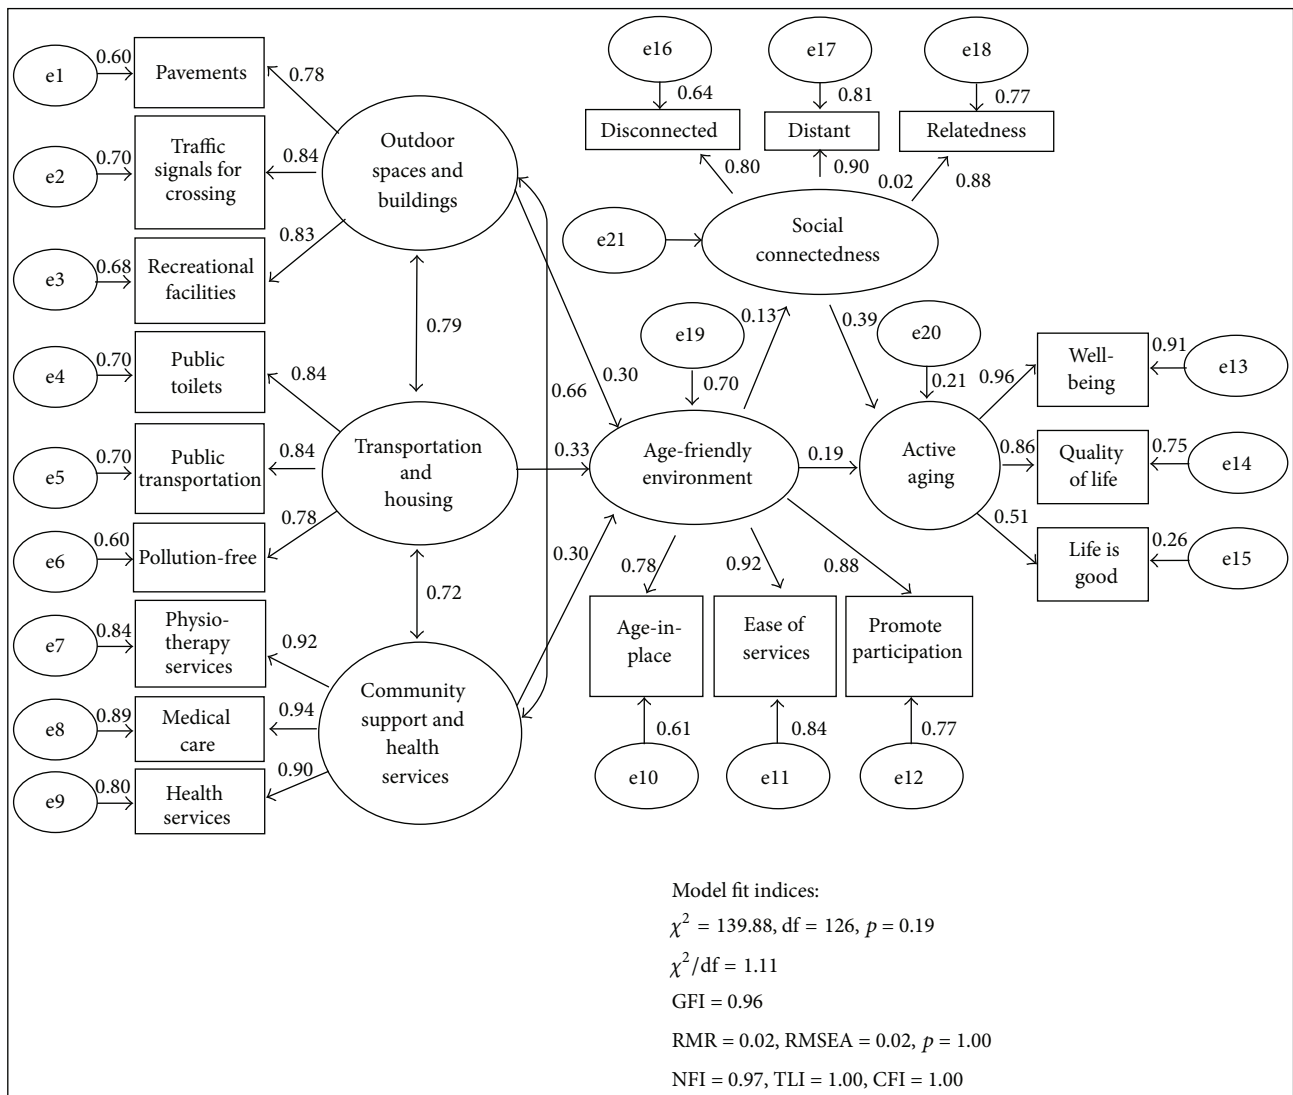 e1
0.60
Pavements
0.78
e2
0.70
Traffic
signals for
crossing
0.84
Outdoor
spaces and
buildings
e3
0.68
Recreational
facilities
0.83
0.79
e4
0.70
Public
toilets
0.84
e5
0.70
Public
transportation
0.84
Transportation
and
housing
e6
0.60
Pollution-free
0.78
0.72
e7
0.84
Physio-
therapy
services
0.92
e8
0.89
Medical
care
0.94
Community
support and
health
services
e9
0.80
Health
services
0.90
0.66
0.30
0.33
0.30
e16
e17
e18
0.64
0.81
0.77
Disconnected
Distant
Relatedness
0.80
0.90
0.02
0.88
e21
Social
connectedness
e19
0.13
0.39
e20
0.70
0.21
Age-friendly
environment
0.19
Active
aging
0.96
Well-
being
0.91
e13
0.86
Quality
of life
0.75
e14
0.51
Life is
good
0.26
e15
0.78
0.92
0.88
Age-in-
place
Ease of
services
Promote
participation
0.61
0.84
0.77
e10
e11
e12
Model fit indices:
χ² = 139.88, df = 126, p = 0.19
χ²/df = 1.11
GFI = 0.96
RMR = 0.02, RMSEA = 0.02, p = 1.00
NFI = 0.97, TLI = 1.00, CFI = 1.00